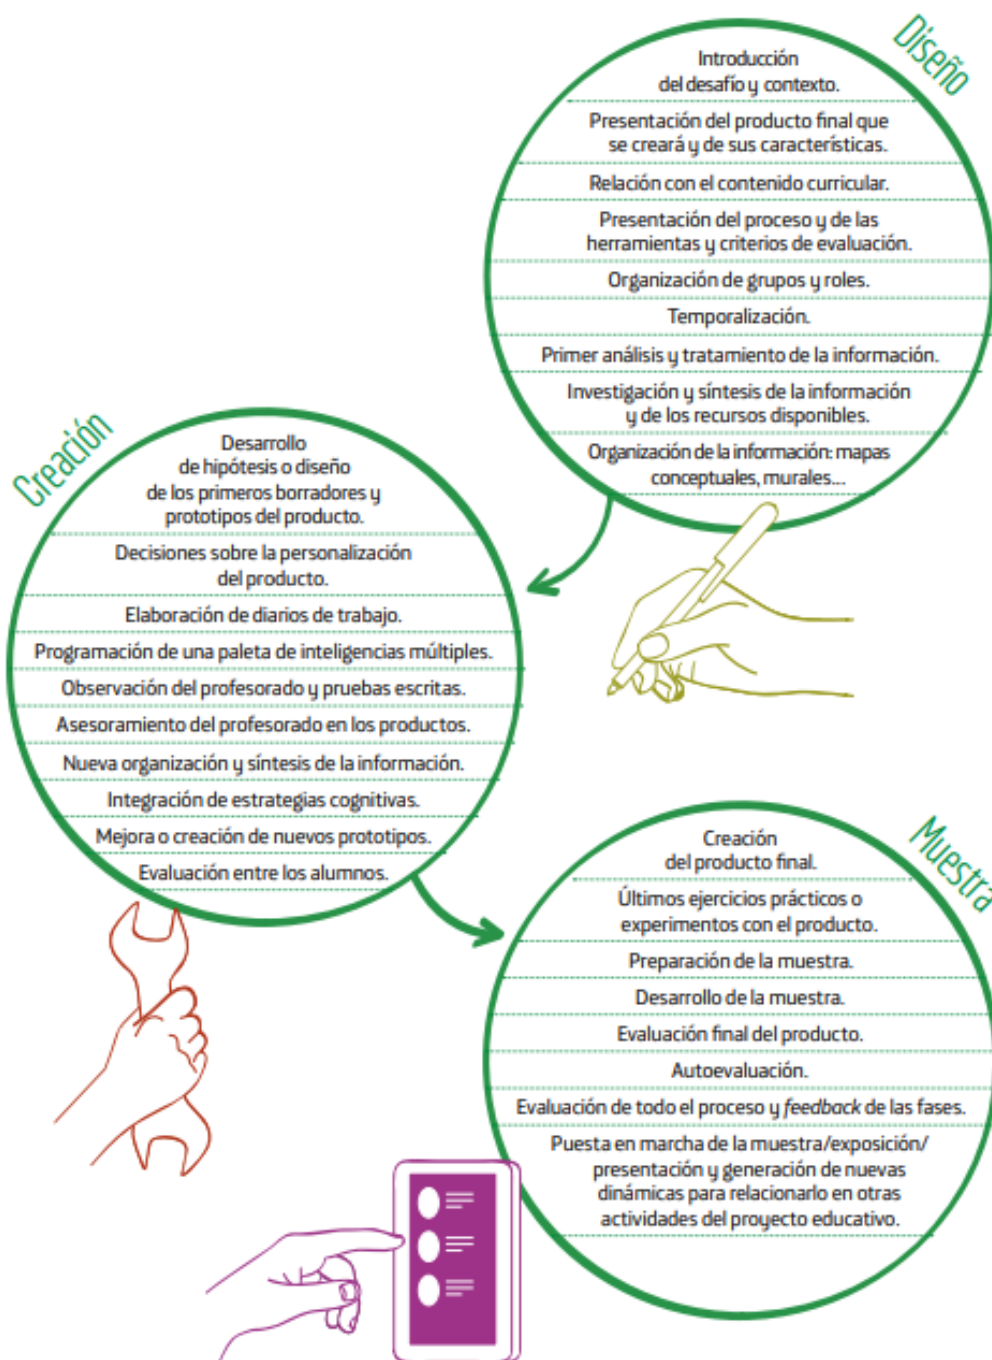 Diseño
Introducción
del desafío y contexto.
Presentación del producto final que
se creará y de sus características.
Relación con el contenido curricular.
Presentación del proceso y de las
herramientas y criterios de evaluación.
Organización de grupos y roles.
Temporalización.
Primer análisis y tratamiento de la información.
Investigación y síntesis de la información
y de los recursos disponibles.
Organización de la información: mapas
conceptuales, murales...
Creación
Desarrollo
de hipótesis o diseño
de los primeros borradores y
prototipos del producto.
Decisiones sobre la personalización
del producto.
Elaboración de diarios de trabajo.
Programación de una paleta de inteligencias múltiples.
Observación del profesorado y pruebas escritas.
Asesoramiento del profesorado en los productos.
Nueva organización y síntesis de la información.
Integración de estrategias cognitivas.
Mejora o creación de nuevos prototipos.
Evaluación entre los alumnos.
Muestra
Creación
del producto final.
Últimos ejercicios prácticos o
experimentos con el producto.
Preparación de la muestra.
Desarrollo de la muestra.
Evaluación final del producto.
Autoevaluación.
Evaluación de todo el proceso y feedback de las fases.
Puesta en marcha de la muestra/exposición/
presentación y generación de nuevas
dinámicas para relacionarlo en otras
actividades del proyecto educativo.